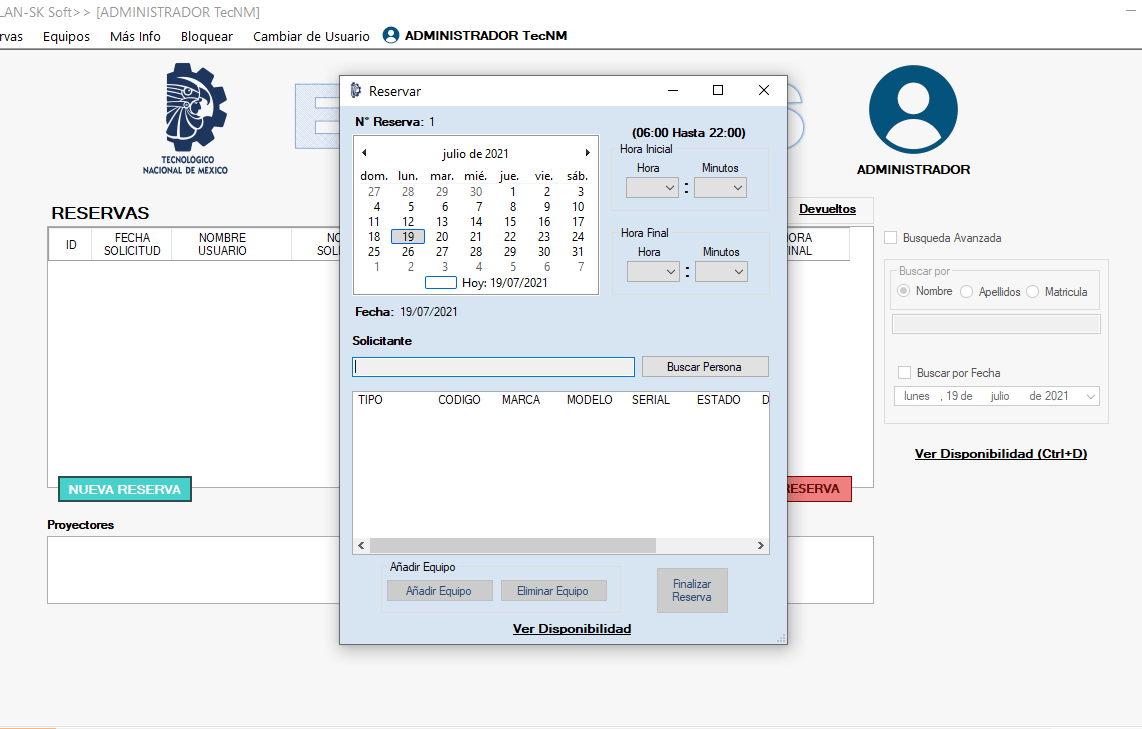 LAN-SK Soft>> [ADMINISTRADOR TecNM]
rvas Equipos Más Info Bloquear Cambiar de Usuario ADMINISTRADOR TecNM
TECNOLÓGICO
NACIONAL DE MÉXICO
E S
ADMINISTRADOR
RESERVAS
Devueltos
ID
FECHA
SOLICITUD
NOMBRE
USUARIO
NO
SOLI
ORA
INAL
NUEVA RESERVA
RESERVA
Proyectores
Busqueda Avanzada
Buscar por
Nombre Apellidos Matricula
Buscar por Fecha
lunes , 19 de julio de 2021
Ver Disponibilidad (Ctrl+D)
Reservar
N° Reserva: 1
julio de 2021
dom. lun. mar. mié. jue. vie. sáb.
27 28 29 30 1 2 3
4 5 6 7 8 9 10
11 12 13 14 15 16 17
18 19 20 21 22 23 24
25 26 27 28 29 30 31
1 2 3 4 5 6 7
Hoy: 19/07/2021
(06:00 Hasta 22:00)
Hora Inicial
Hora Minutos
:
Hora Final
Hora Minutos
:
Fecha: 19/07/2021
Solicitante
Buscar Persona
TIPO CODIGO MARCA MODELO SERIAL ESTADO D
Añadir Equipo
Añadir Equipo Eliminar Equipo
Finalizar
Reserva
Ver Disponibilidad